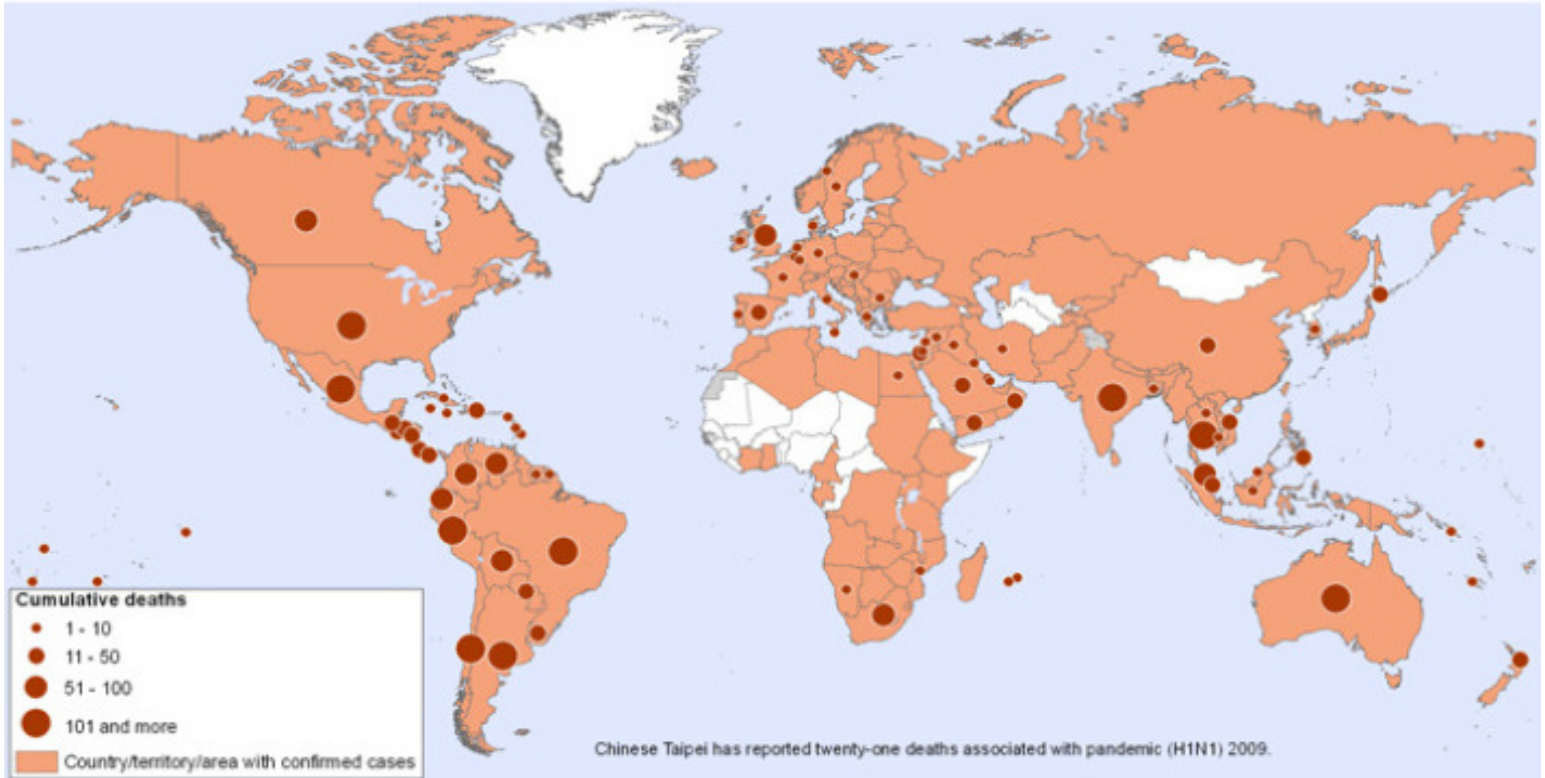 Cumulative deaths
1 - 10
11 - 50
51 - 100
101 and more
Country/territory/area with confirmed cases
Chinese Taipei has reported twenty-one deaths associated with pandemic (H1N1) 2009.